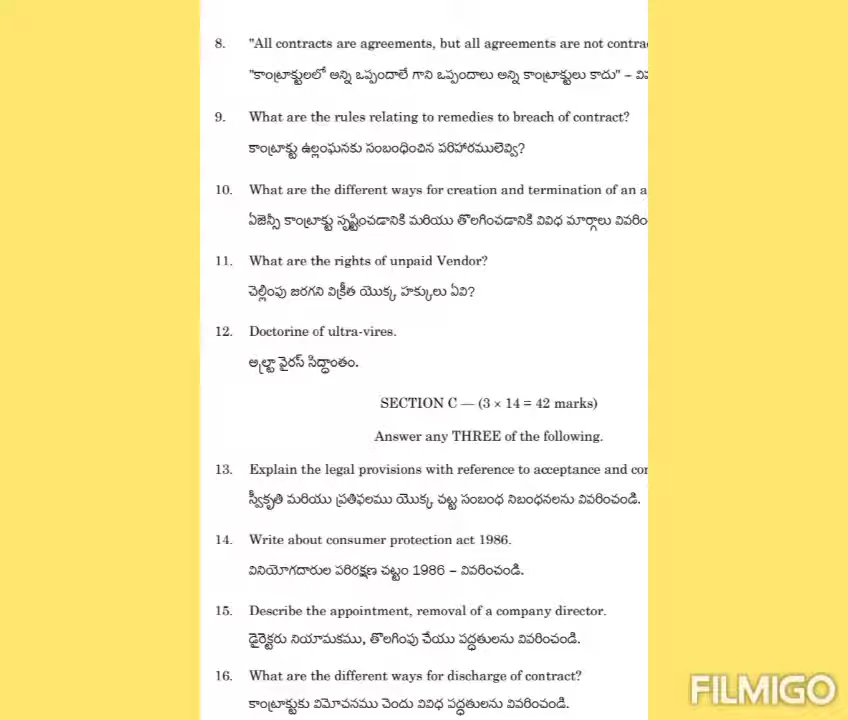 8. "All contracts are agreements, but all agreements are not contra
"కాంట్రాక్టులలో అన్ని ఒప్పందాలే గాని ఒప్పందాలు అన్ని కాంట్రాక్టులు కాదు" – వివ
9. What are the rules relating to remedies to breach of contract?
కాంట్రాక్టు ఉల్లంఘనకు సంబంధించిన పరిహారములెవ్వి?
10. What are the different ways for creation and termination of an a
ఏజెన్సీ కాంట్రాక్టు సృష్టించడానికి మరియు తొలగించడానికి వివిధ మార్గాలు వివరిం
11. What are the rights of unpaid Vendor?
చెల్లింపు జరగని విక్రేత యొక్క హక్కులు ఏవి?
12. Doctorine of ultra-vires.
అల్ట్రా వైరస్ సిద్ధాంతం.
SECTION C — (3 × 14 = 42 marks)
Answer any THREE of the following.
13. Explain the legal provisions with reference to acceptance and con
స్వీకృతి మరియు ప్రతిఫలము యొక్క చట్ట సంబంధ నిబంధనలను వివరించండి.
14. Write about consumer protection act 1986.
వినియోగదారుల పరిరక్షణ చట్టం 1986 – వివరించండి.
15. Describe the appointment, removal of a company director.
డైరెక్టరు నియామకము, తొలగింపు చేయు పద్ధతులను వివరించండి.
16. What are the different ways for discharge of contract?
కాంట్రాక్టుకు విమోచనము చెందు వివిధ పద్ధతులను వివరించండి.
FILMIGO